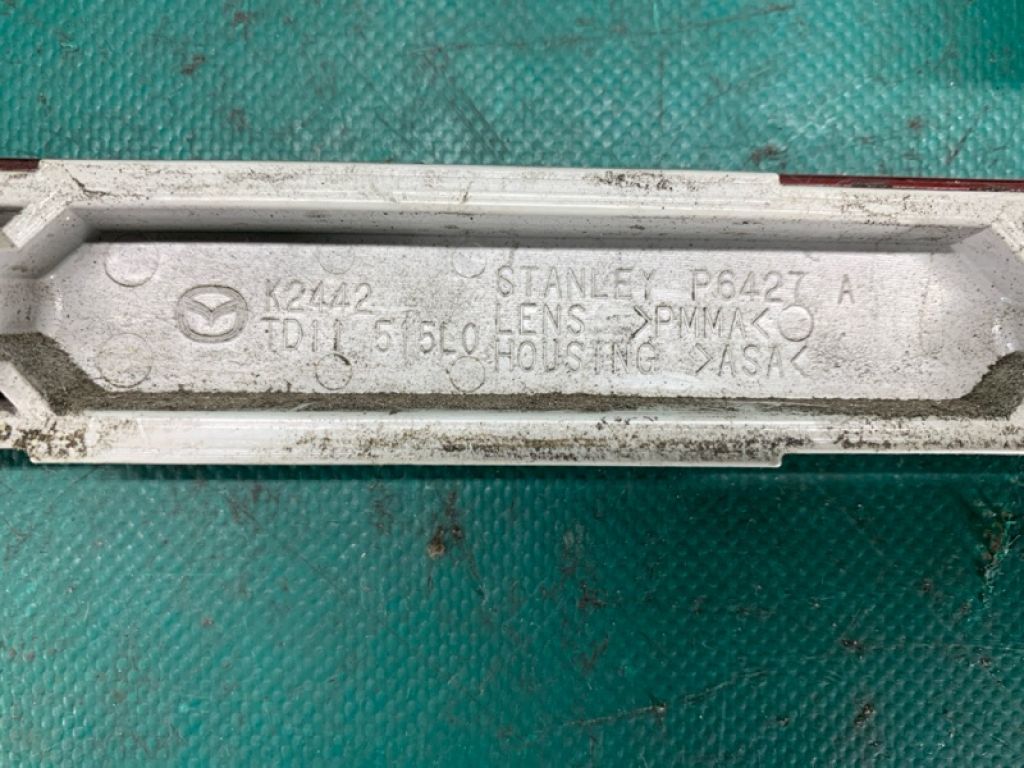 K2442
TD11 515L0
STANLEY P6427 A
LENS >PMMA<
HOUSING >ASA<